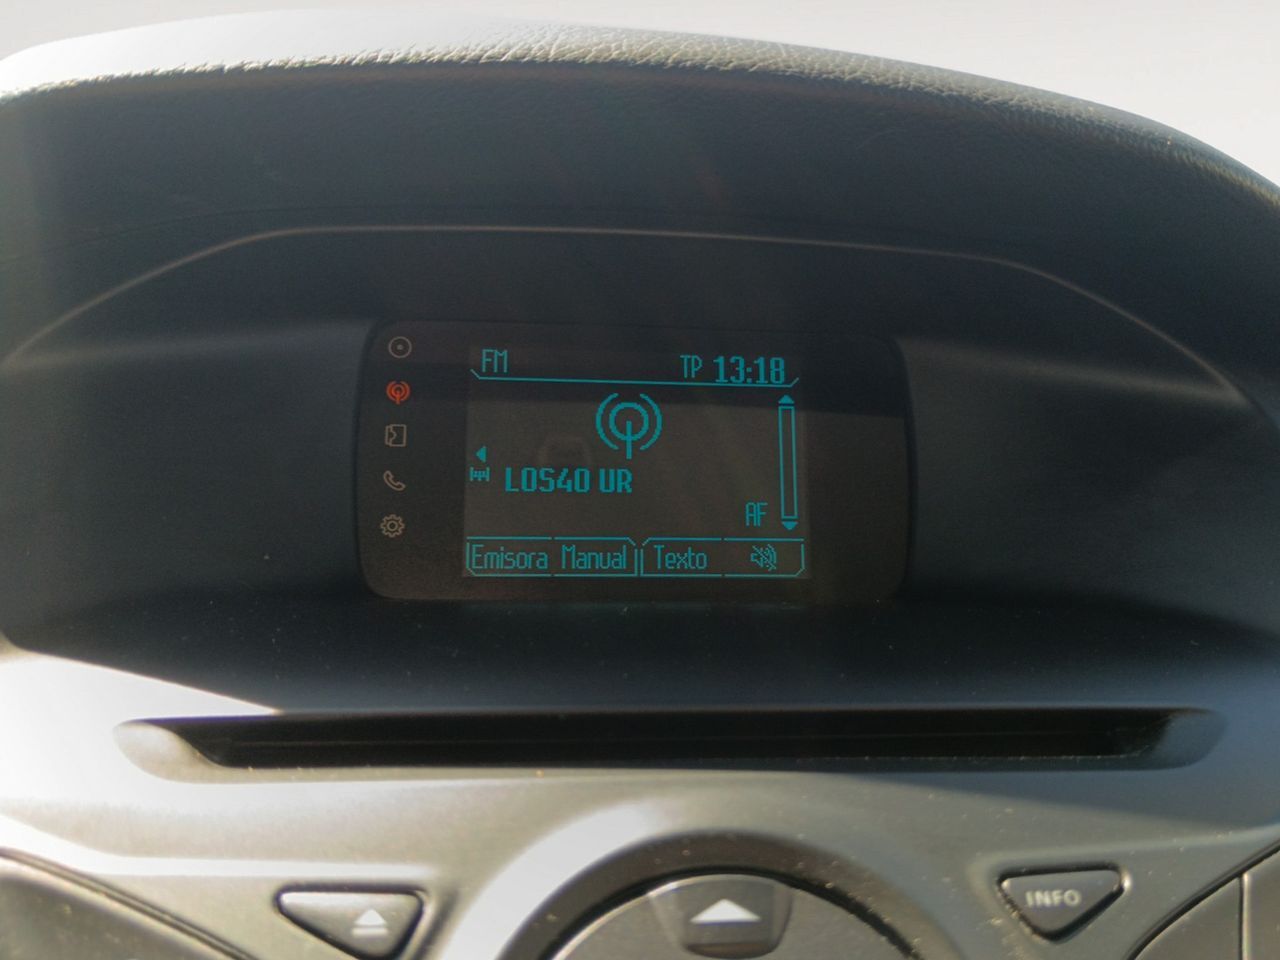 FM TP 13:18
LOS40 UR
AF
Emisora Manual Texto
INFO